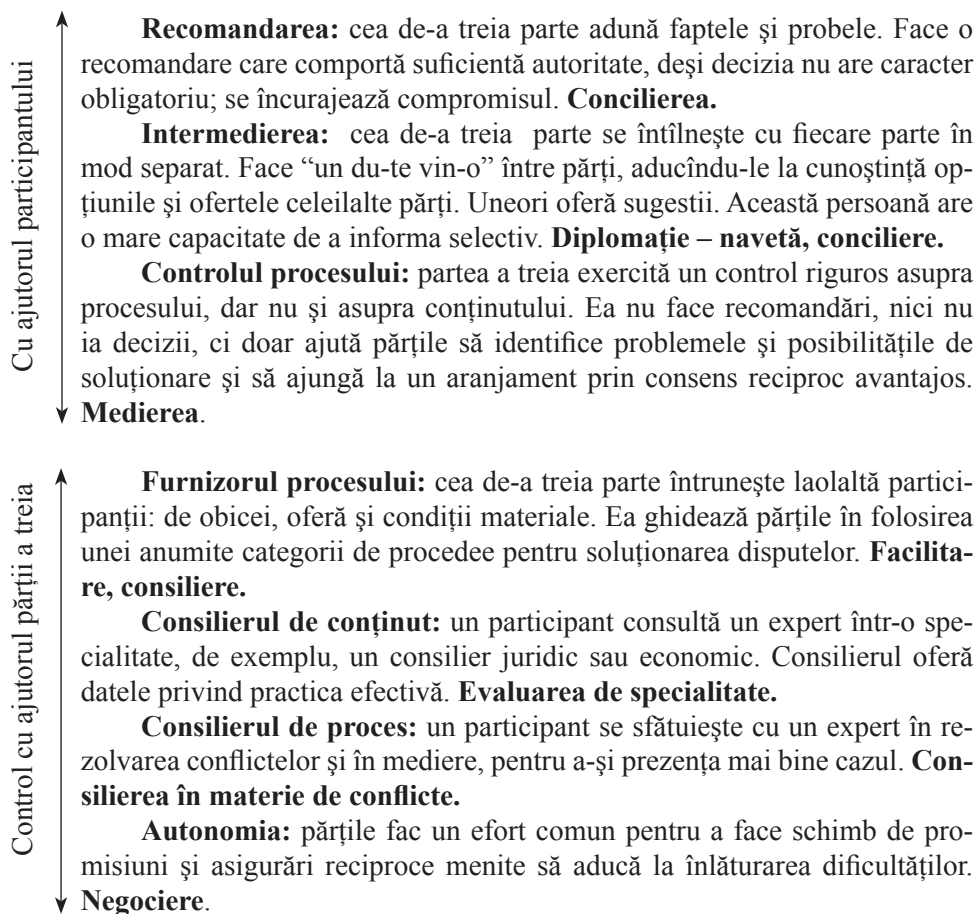 Cu ajutorul participantului
Recomandarea: cea de-a treia parte adună faptele şi probele. Face o
recomandare care comportă suficientă autoritate, deşi decizia nu are caracter
obligatoriu; se încurajează compromisul. Concilierea.
Intermedierea: cea de-a treia parte se întîlneşte cu fiecare parte în
mod separat. Face “un du-te vin-o” între părţi, aducîndu-le la cunoştinţă op-
ţiunile şi ofertele celeilalte părţi. Uneori oferă sugestii. Această persoană are
o mare capacitate de a informa selectiv. Diplomaţie – navetă, conciliere.
Controlul procesului: partea a treia exercită un control riguros asupra
procesului, dar nu şi asupra conţinutului. Ea nu face recomandări, nici nu
ia decizii, ci doar ajută părţile să identifice problemele şi posibilităţile de
soluţionare şi să ajungă la un aranjament prin consens reciproc avantajos.
Medierea.
Control cu ajutorul părţii a treia
Furnizorul procesului: cea de-a treia parte întruneşte laolaltă partici-
panţii: de obicei, oferă şi condiţii materiale. Ea ghidează părţile în folosirea
unei anumite categorii de procedee pentru soluţionarea disputelor. Facilita-
re, consiliere.
Consilierul de conţinut: un participant consultă un expert într-o spe-
cialitate, de exemplu, un consilier juridic sau economic. Consilierul oferă
datele privind practica efectivă. Evaluarea de specialitate.
Consilierul de proces: un participant se sfătuieşte cu un expert în re-
zolvarea conflictelor şi în mediere, pentru a-şi prezenţa mai bine cazul. Con-
silierea în materie de conflicte.
Autonomia: părţile fac un efort comun pentru a face schimb de pro-
misiuni şi asigurări reciproce menite să aducă la înlăturarea dificultăţilor.
Negociere.